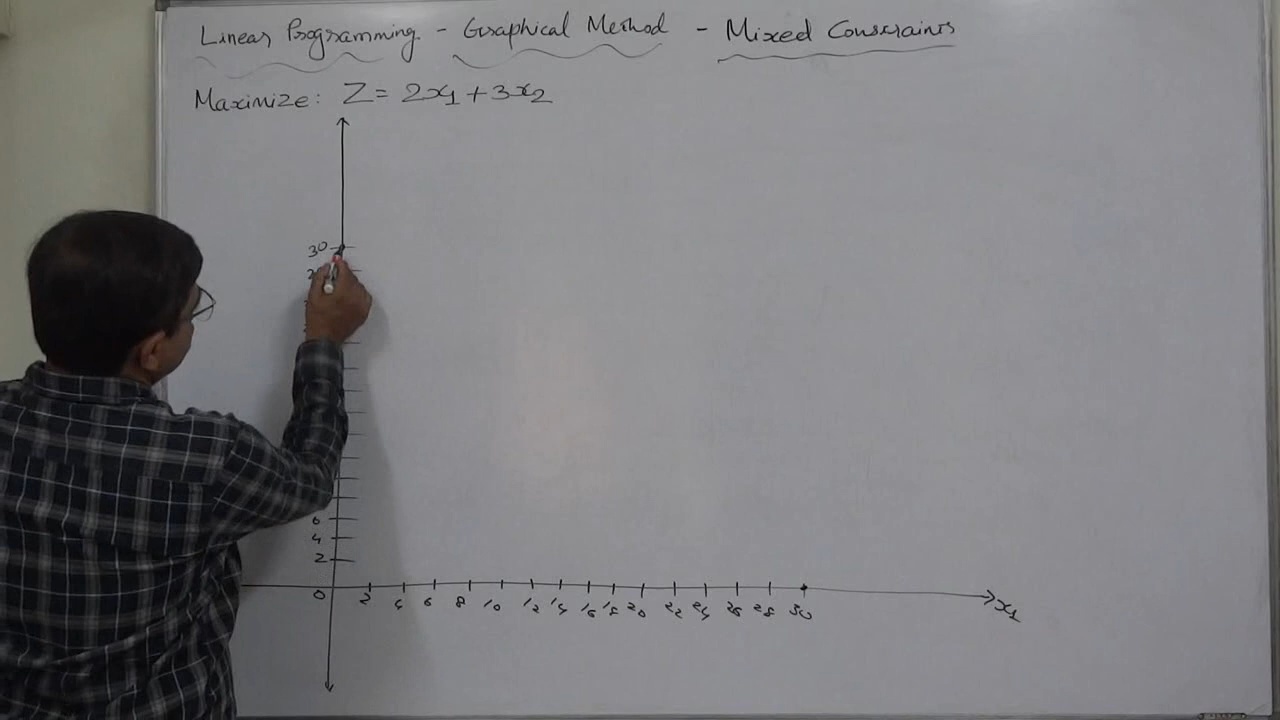 Linear Programming - Graphical Method - Mixed Constraints
Maximize: Z = 2x₁ + 3x₂
30
6
4
2
0 2 4 6 8 10 12 14 16 18 20 22 24 26 28 30 x₁